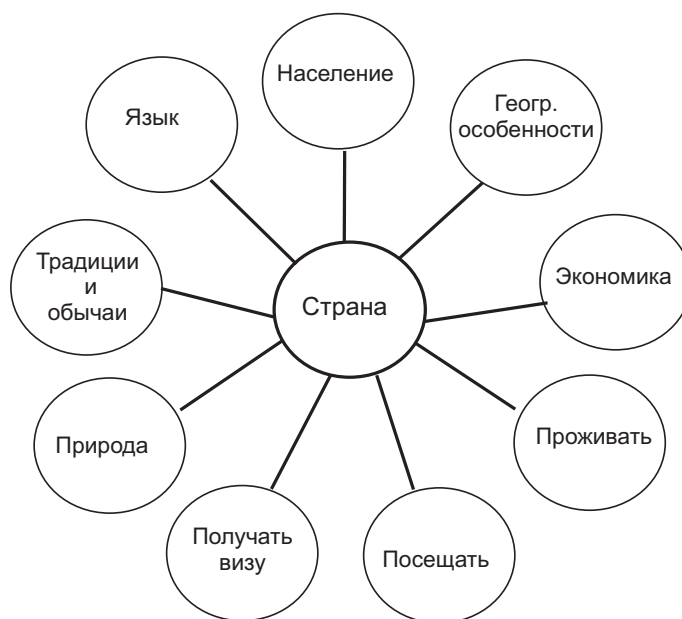 Население
Геогр.
особенности
Язык
Экономика
Традиции
и
обычаи
Страна
Проживать
Природа
Получать
визу
Посещать